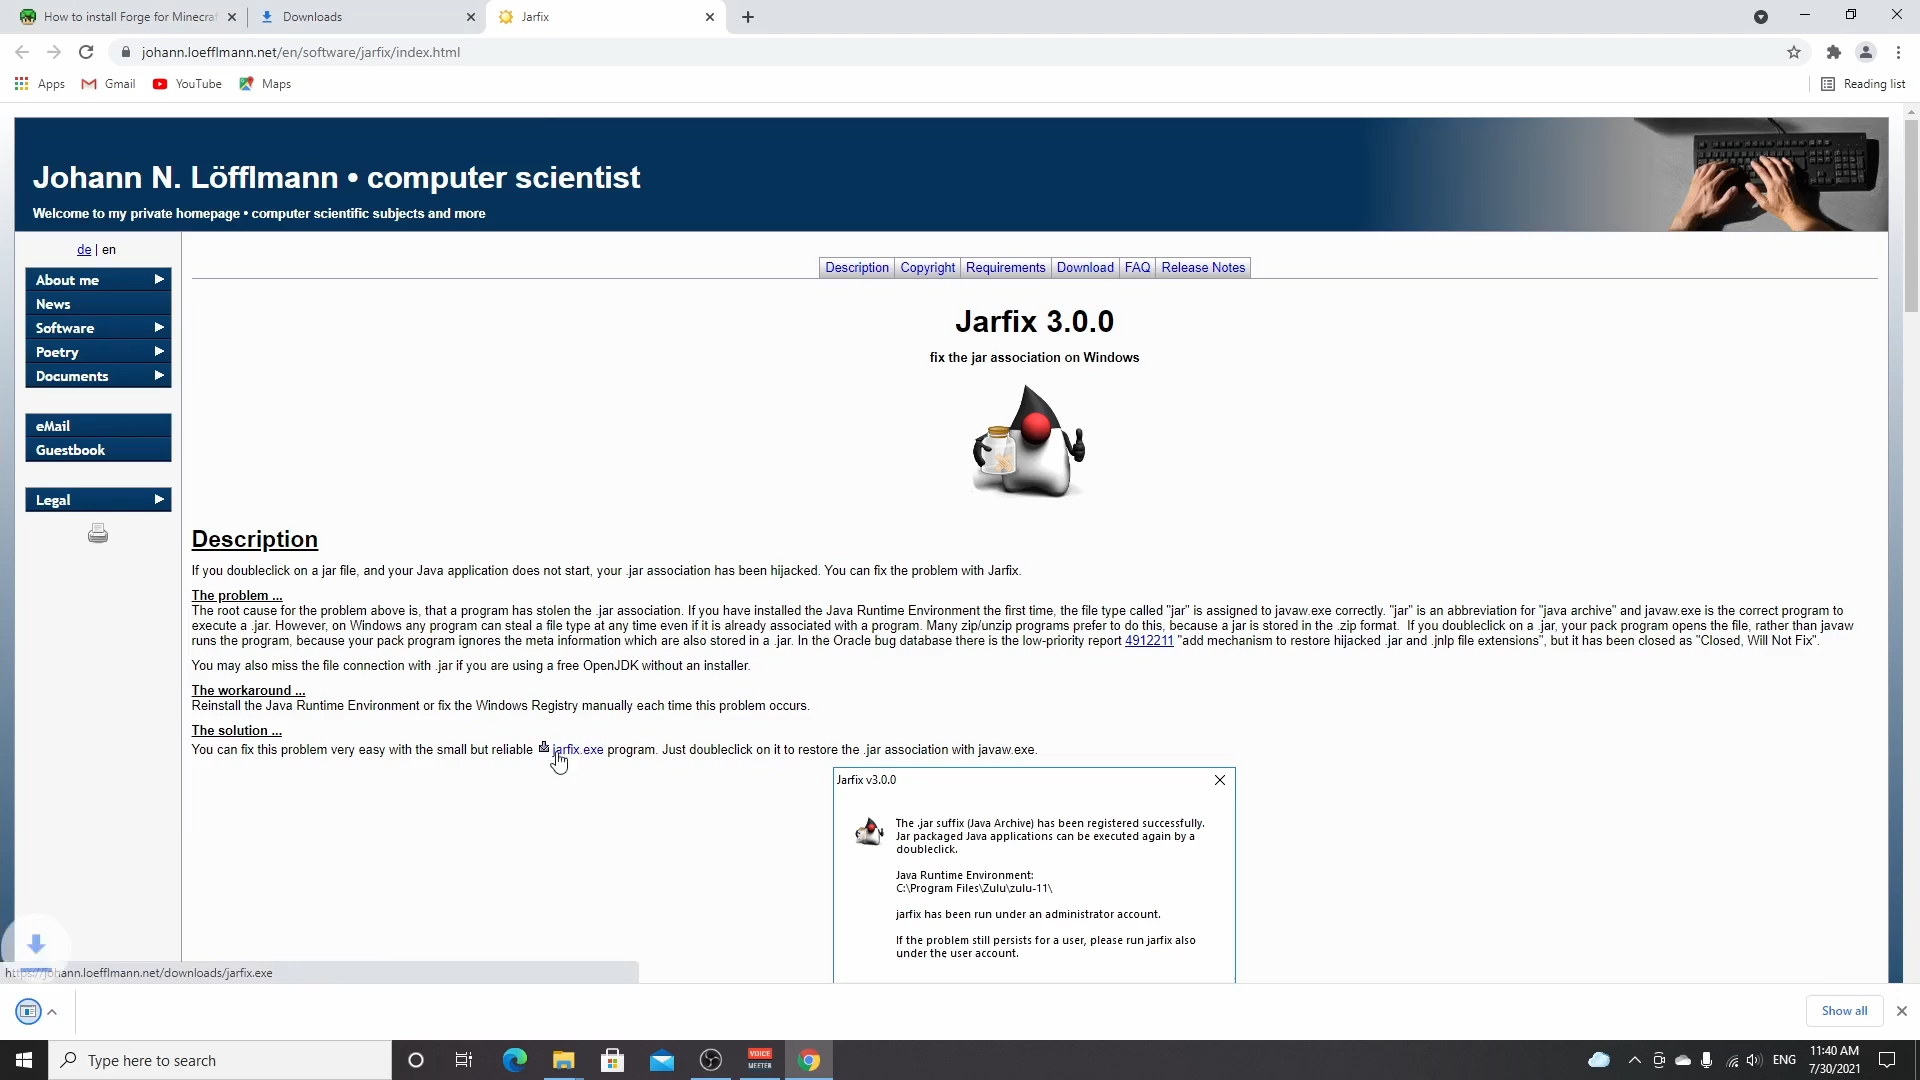 How to install Forge for Minecraf
Downloads
Jarfix
johann.loefflmann.net/en/software/jarfix/index.html
Apps
Gmail
YouTube
Maps
Reading list
Johann N. Löfflmann • computer scientist
Welcome to my private homepage • computer scientific subjects and more
de | en
About me
News
Software
Poetry
Documents
eMail
Guestbook
Legal
Description Copyright Requirements Download FAQ Release Notes
Jarfix 3.0.0
fix the jar association on Windows
Description
If you doubleclick on a jar file, and your Java application does not start, your .jar association has been hijacked. You can fix the problem with Jarfix.
The problem ...
The root cause for the problem above is, that a program has stolen the .jar association. If you have installed the Java Runtime Environment the first time, the file type called "jar" is assigned to javaw.exe correctly. "jar" is an abbreviation for "java archive" and javaw.exe is the correct program to
execute a .jar. However, on Windows any program can steal a file type at any time even if it is already associated with a program. Many zip/unzip programs prefer to do this, because a jar is stored in the .zip format. If you doubleclick on a .jar, your pack program opens the file, rather than javaw
runs the program, because your pack program ignores the meta information which are also stored in a .jar. In the Oracle bug database there is the low-priority report 4912211 "add mechanism to restore hijacked .jar and .jnlp file extensions", but it has been closed as "Closed, Will Not Fix".
You may also miss the file connection with .jar if you are using a free OpenJDK without an installer.
The workaround ...
Reinstall the Java Runtime Environment or fix the Windows Registry manually each time this problem occurs.
The solution ...
You can fix this problem very easy with the small but reliable jarfix.exe program. Just doubleclick on it to restore the .jar association with javaw.exe.
Jarfix v3.0.0
The .jar suffix (Java Archive) has been registered successfully.
Jar packaged Java applications can be executed again by a
doubleclick.
Java Runtime Environment:
C:\Program Files\Zulu\zulu-11\
jarfix has been run under an administrator account.
If the problem still persists for a user, please run jarfix also
under the user account.
https://johann.loefflmann.net/downloads/jarfix.exe
Show all
Type here to search
VOICE
MEETER
ENG
11:40 AM
7/30/2021